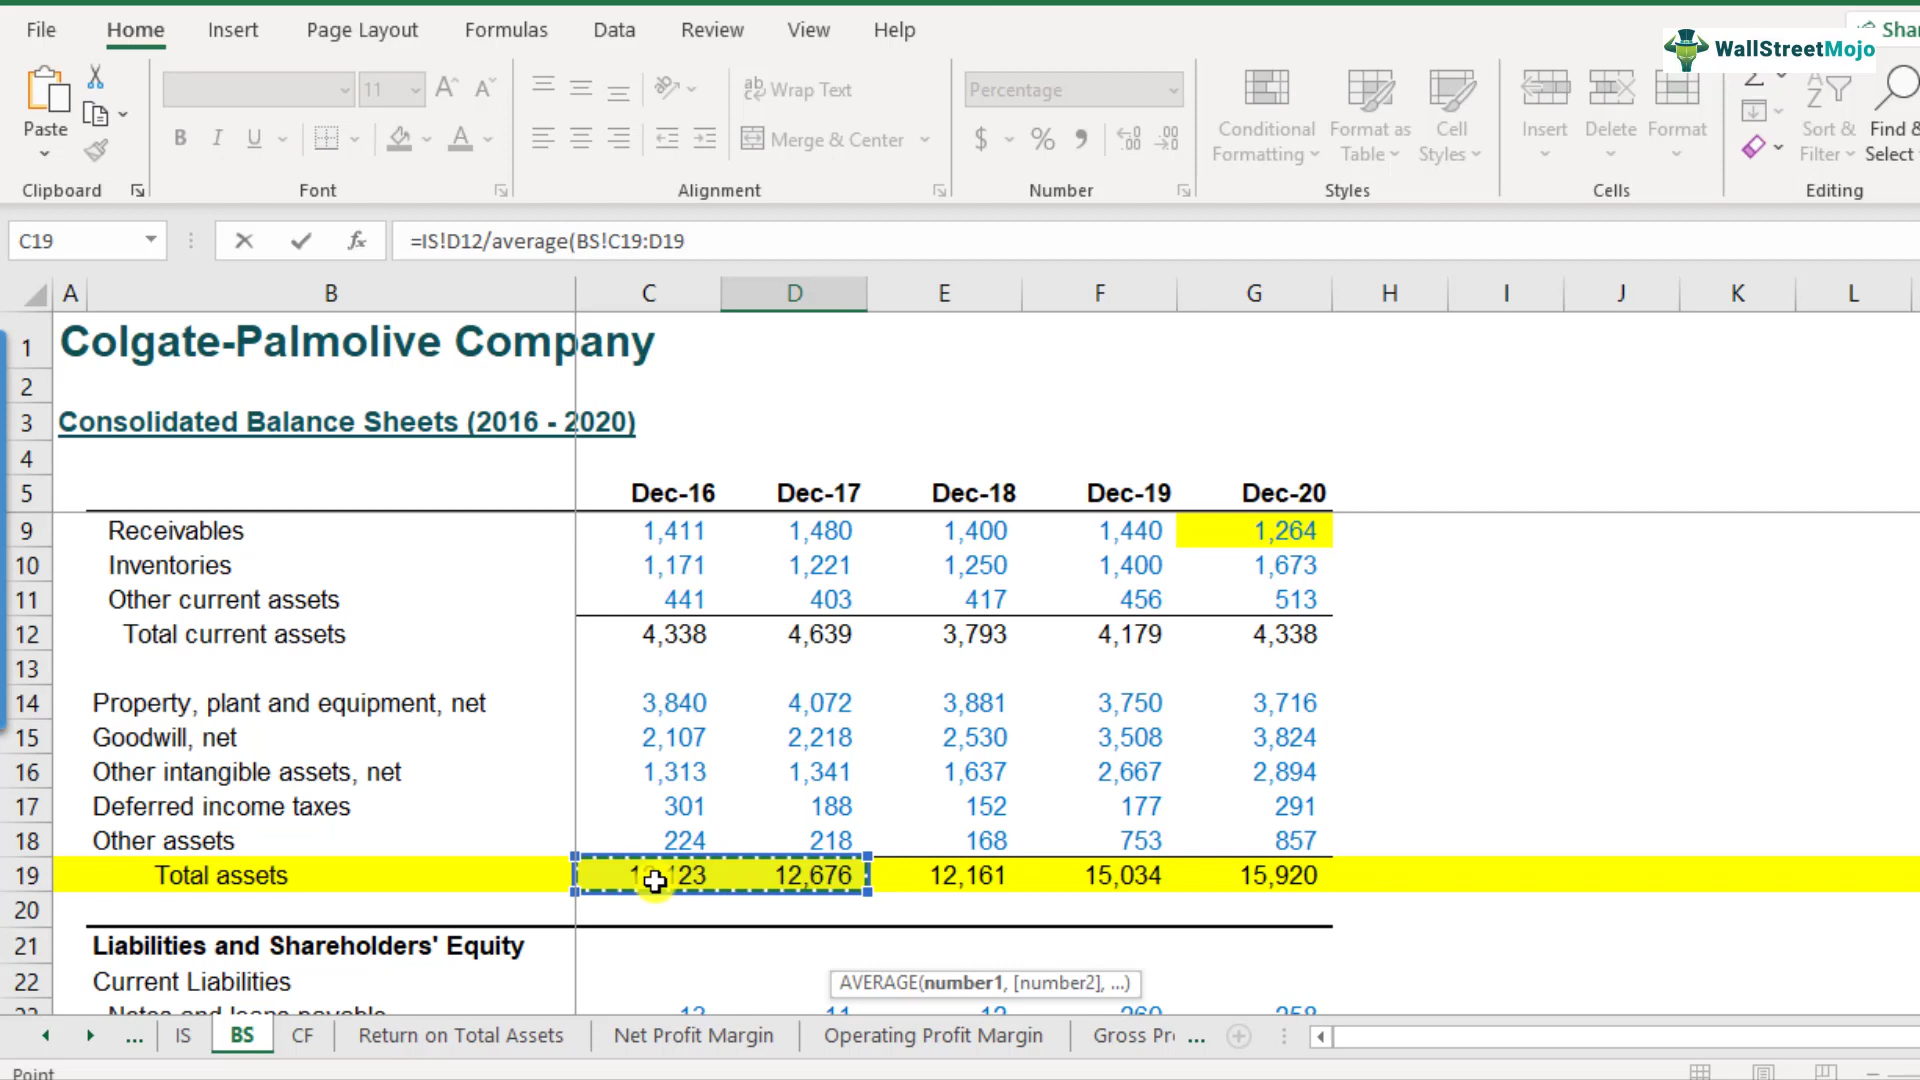 File Home Insert Page Layout Formulas Data Review View Help
WallStreetMojo
Paste
11
Wrap Text
Merge & Center
Percentage
Conditional Formatting
Format as Table
Cell Styles
Insert Delete Format
Sort & Filter
Find & Select
Clipboard Font Alignment Number Styles Cells Editing
C19 =IS!D12/average(BS!C19:D19
A B C D E F G H I J K L
1 Colgate-Palmolive Company
2
3 Consolidated Balance Sheets (2016 - 2020)
4
5 Dec-16 Dec-17 Dec-18 Dec-19 Dec-20
9 Receivables 1,411 1,480 1,400 1,440 1,264
10 Inventories 1,171 1,221 1,250 1,400 1,673
11 Other current assets 441 403 417 456 513
12 Total current assets 4,338 4,639 3,793 4,179 4,338
13
14 Property, plant and equipment, net 3,840 4,072 3,881 3,750 3,716
15 Goodwill, net 2,107 2,218 2,530 3,508 3,824
16 Other intangible assets, net 1,313 1,341 1,637 2,667 2,894
17 Deferred income taxes 301 188 152 177 291
18 Other assets 224 218 168 753 857
19 Total assets 12,676 12,161 15,034 15,920
20
21 Liabilities and Shareholders' Equity
22 Current Liabilities
AVERAGE(number1, [number2], ...)
... IS BS CF Return on Total Assets Net Profit Margin Operating Profit Margin Gross Pr ...
Point